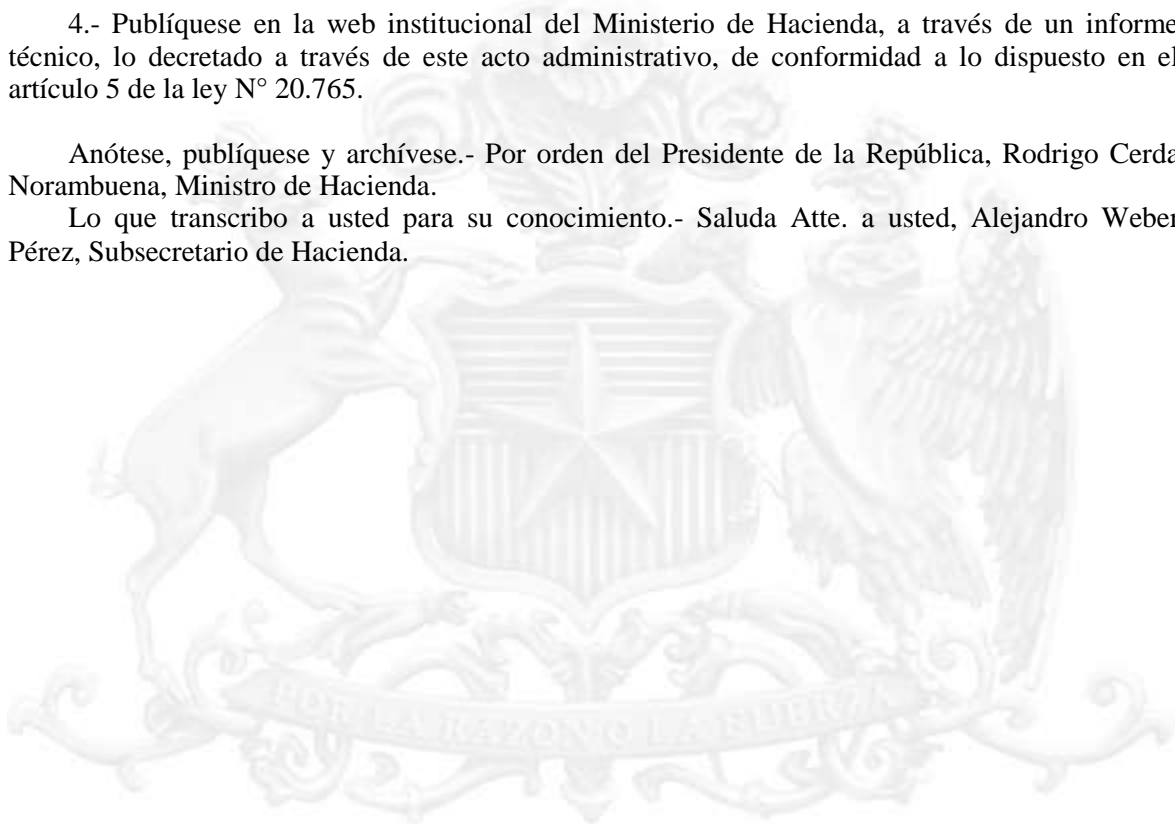 4.- Publíquese en la web institucional del Ministerio de Hacienda, a través de un informe
técnico, lo decretado a través de este acto administrativo, de conformidad a lo dispuesto en el
artículo 5 de la ley N° 20.765.
Anótese, publíquese y archívese.- Por orden del Presidente de la República, Rodrigo Cerda
Norambuena, Ministro de Hacienda.
Lo que transcribo a usted para su conocimiento.- Saluda Atte. a usted, Alejandro Weber
Pérez, Subsecretario de Hacienda.
POR LA RAZON O LA FUERZA